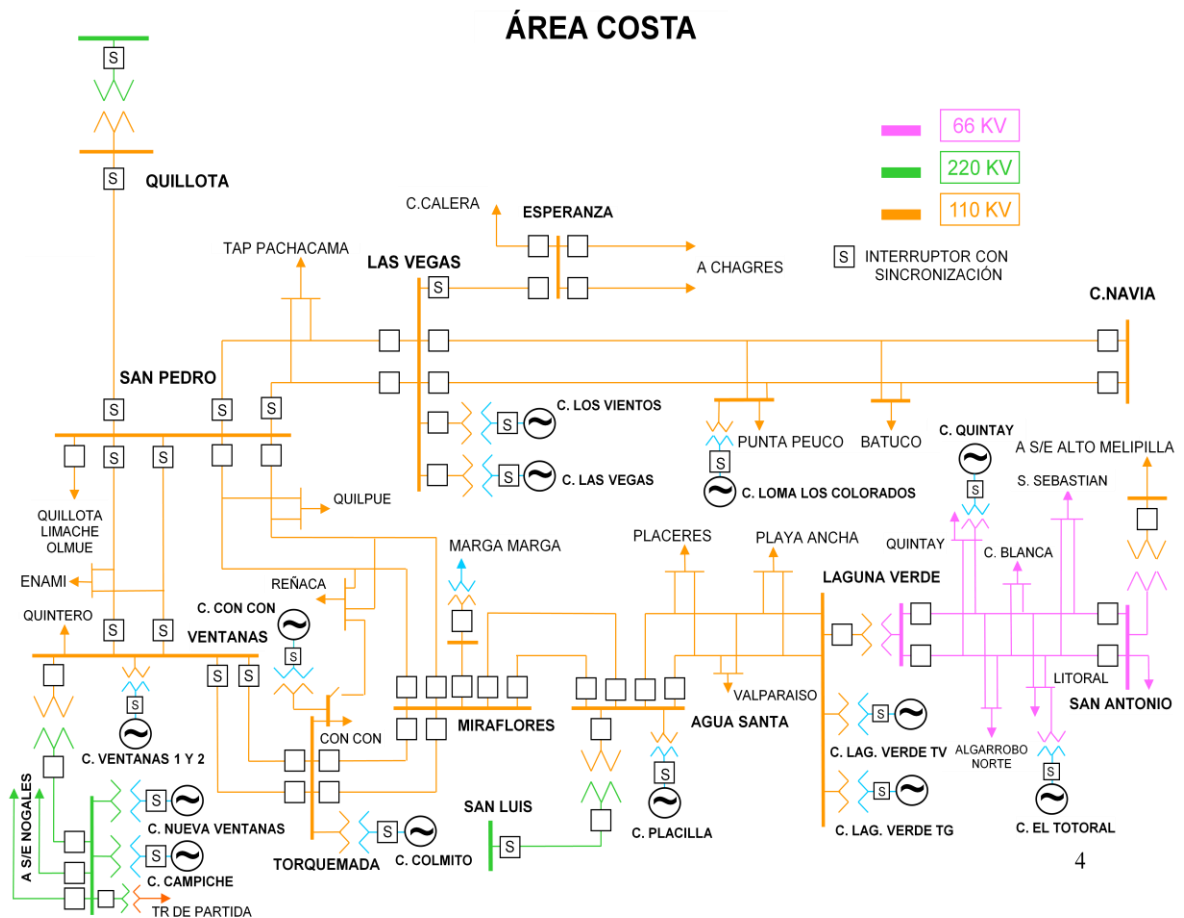 ÁREA COSTA
S
66 KV
220 KV
110 KV
S
QUILLOTA
C.CALERA
ESPERANZA
TAP PACHACAMA
LAS VEGAS
A CHAGRES
S
INTERRUPTOR CON
SINCRONIZACIÓN
S
C.NAVIA
SAN PEDRO
S
S
S
S
S
S
C. LOS VIENTOS
S
C. LAS VEGAS
PUNTA PEUCO
BATUCO
S
C. LOMA LOS COLORADOS
C. QUINTAY
S
A S/E ALTO MELIPILLA
S. SEBASTIAN
QUILLOTA
LIMACHE
OLMUE
QUILPUE
MARGA MARGA
PLACERES
PLAYA ANCHA
QUINTAY
C. BLANCA
LAGUNA VERDE
ENAMI
REÑACA
QUINTERO
C. CON CON
S
S
S
VENTANAS
S
S
S
C. VENTANAS 1 Y 2
CON CON
MIRAFLORES
AGUA SANTA
VALPARAISO
LITORAL
SAN ANTONIO
ALGARROBO
NORTE
S
C. LAG. VERDE TV
S
C. LAG. VERDE TG
S
C. PLACILLA
S
C. EL TOTORAL
SAN LUIS
S
A S/E NOGALES
S
C. NUEVA VENTANAS
S
C. CAMPICHE
TR DE PARTIDA
TORQUEMADA
S
C. COLMITO
4